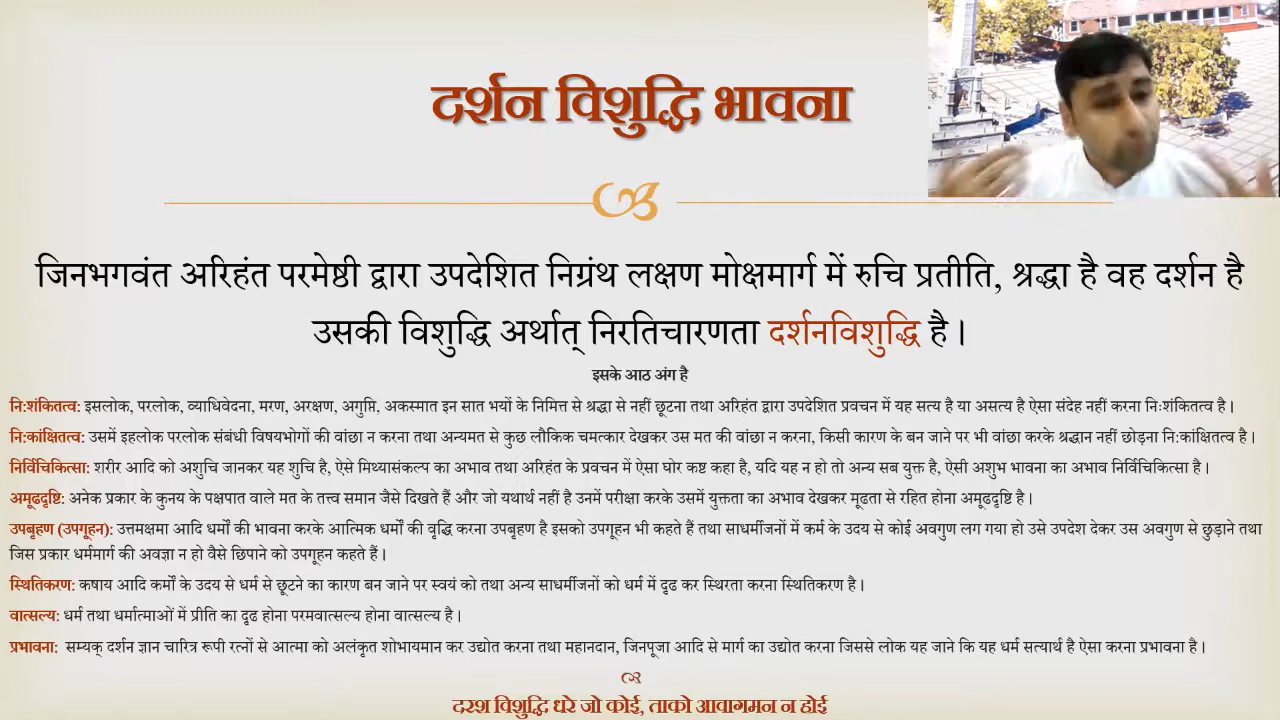 दर्शन विशुद्धि भावना
जिनभगवंत अरिहंत परमेष्ठी द्वारा उपदेशित निग्रंथ लक्षण मोक्षमार्ग में रुचि प्रतीति, श्रद्धा है वह दर्शन है
उसकी विशुद्धि अर्थात् निरतिचारणता दर्शनविशुद्धि है।
इसके आठ अंग है
नि:शंकितत्व: इसलोक, परलोक, व्याधिवेदना, मरण, अरक्षण, अगुप्ति, अकस्मात इन सात भयों के निमित्त से श्रद्धा से नहीं छूटना तथा अरिहंत द्वारा उपदेशित प्रवचन में यह सत्य है या असत्य है ऐसा संदेह नहीं करना निःशंकितत्व है।
नि:कांक्षितत्व: उसमें इहलोक परलोक संबंधी विषयभोगों की वांछा न करना तथा अन्यमत से कुछ लौकिक चमत्कार देखकर उस मत की वांछा न करना, किसी कारण के बन जाने पर भी वांछा करके श्रद्धान नहीं छोड़ना नि:कांक्षितत्व है।
निर्विचिकित्सा: शरीर आदि को अशुचि जानकर यह शुचि है, ऐसे मिथ्यासंकल्प का अभाव तथा अरिहंत के प्रवचन में ऐसा घोर कष्ट कहा है, यदि यह न हो तो अन्य सब युक्त है, ऐसी अशुभ भावना का अभाव निर्विचिकित्सा है।
अमूढदृष्टि: अनेक प्रकार के कुनय के पक्षपात वाले मत के तत्त्व समान जैसे दिखते हैं और जो यथार्थ नहीं है उनमें परीक्षा करके उसमें युक्तता का अभाव देखकर मूढता से रहित होना अमूढदृष्टि है।
उपबृहण (उपगूहन): उत्तमक्षमा आदि धर्मों की भावना करके आत्मिक धर्मों की वृद्धि करना उपबृहण है इसको उपगूहन भी कहते हैं तथा साधर्मीजनों में कर्म के उदय से कोई अवगुण लग गया हो उसे उपदेश देकर उस अवगुण से छुड़ाने तथा
जिस प्रकार धर्ममार्ग की अवज्ञा न हो वैसे छिपाने को उपगूहन कहते हैं।
स्थितिकरण: कषाय आदि कर्मों के उदय से धर्म से छूटने का कारण बन जाने पर स्वयं को तथा अन्य साधर्मीजनों को धर्म में दृढ कर स्थिरता करना स्थितिकरण है।
वात्सल्य: धर्म तथा धर्मात्माओं में प्रीति का दृढ होना परमवात्सल्य होना वात्सल्य है।
प्रभावना: सम्यक् दर्शन ज्ञान चारित्र रूपी रत्नों से आत्मा को अलंकृत शोभायमान कर उद्योत करना तथा महानदान, जिनपूजा आदि से मार्ग का उद्योत करना जिससे लोक यह जाने कि यह धर्म सत्यार्थ है ऐसा करना प्रभावना है।
दरश विशुद्धि धरे जो कोई, ताको आवागमन न होई